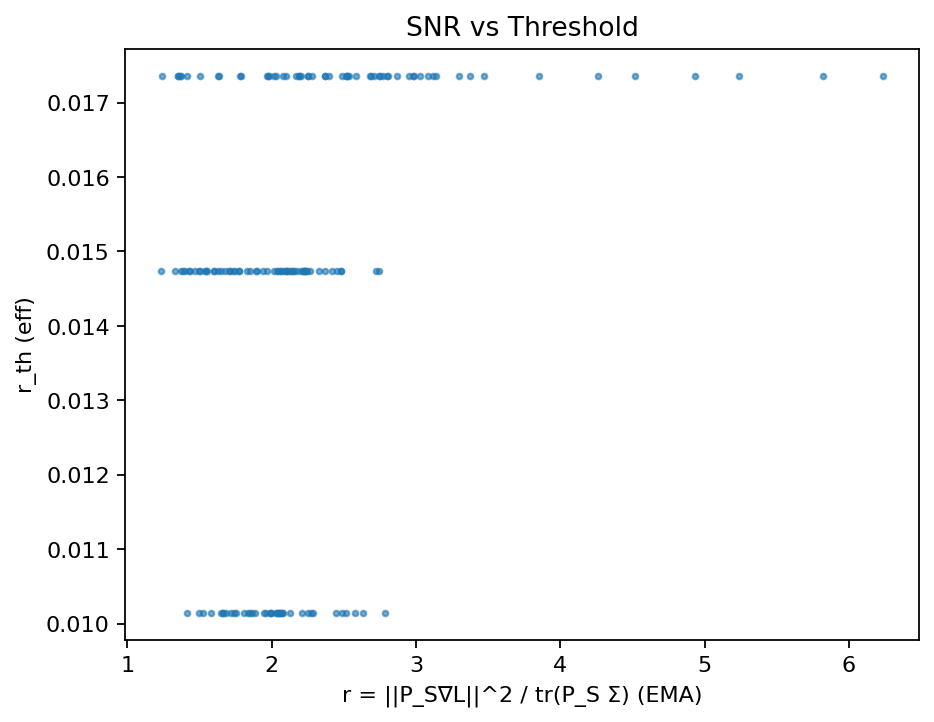 SNR vs Threshold
r_th (eff)
0.017
0.016
0.015
0.014
0.013
0.012
0.011
0.010
1 2 3 4 5 6
r = ||P_S∇L||^2 / tr(P_S Σ) (EMA)